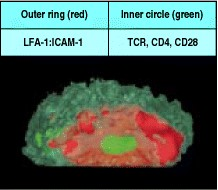 Outer ring (red) Inner circle (green)
LFA-1:ICAM-1 TCR, CD4, CD28